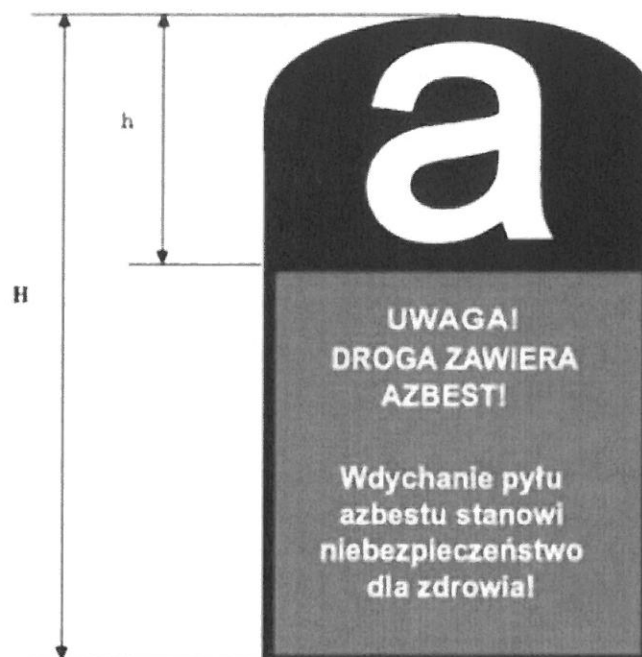 a
h
H
UWAGA!
DROGA ZAWIERA
AZBEST!
Wdychanie pyłu
azbestu stanowi
niebezpieczeństwo
dla zdrowia!